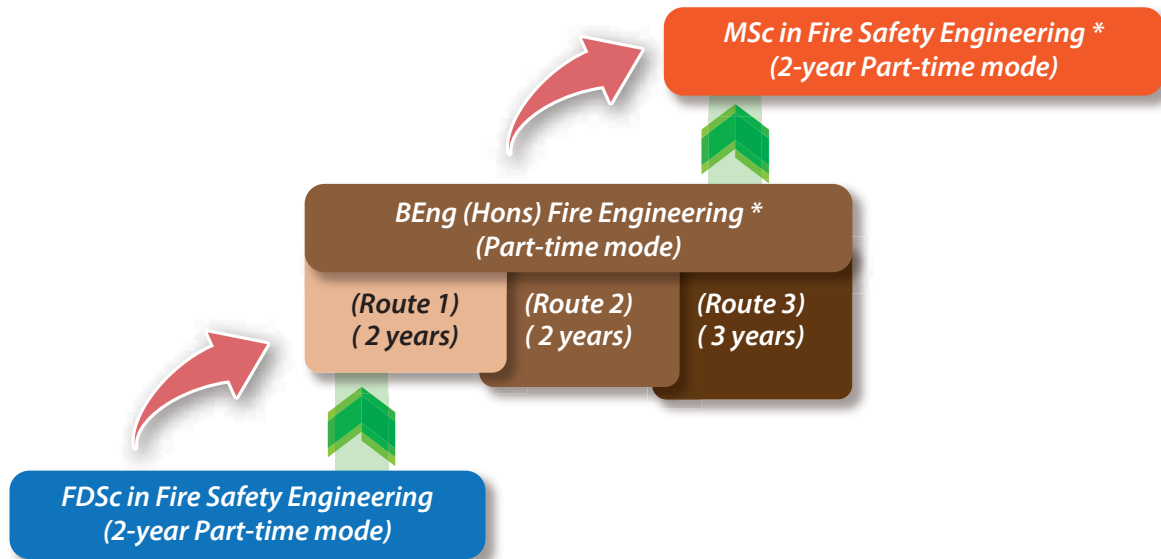 MSc in Fire Safety Engineering *
(2-year Part-time mode)
BEng (Hons) Fire Engineering *
(Part-time mode)
(Route 1)
( 2 years)
(Route 2)
( 2 years)
(Route 3)
( 3 years)
FDSc in Fire Safety Engineering
(2-year Part-time mode)